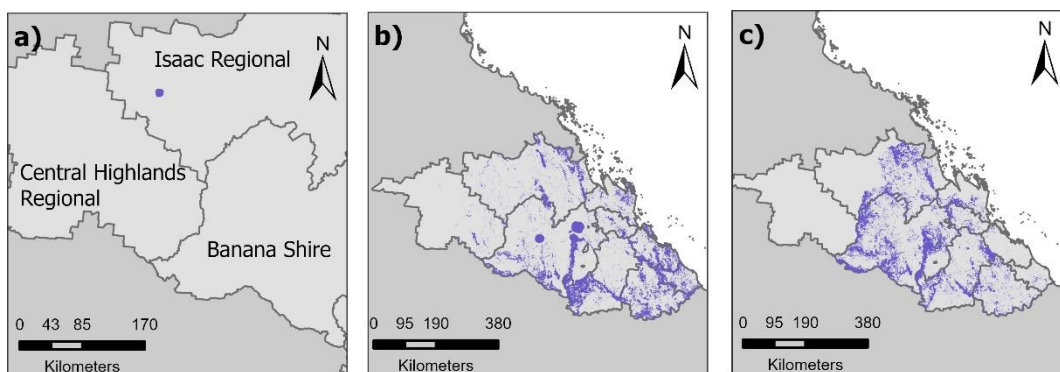 a)
N
Isaac Regional
Central Highlands
Regional
Banana Shire
0 43 85 170
Kilometers
b)
N
0 95 190 380
Kilometers
c)
N
0 95 190 380
Kilometers